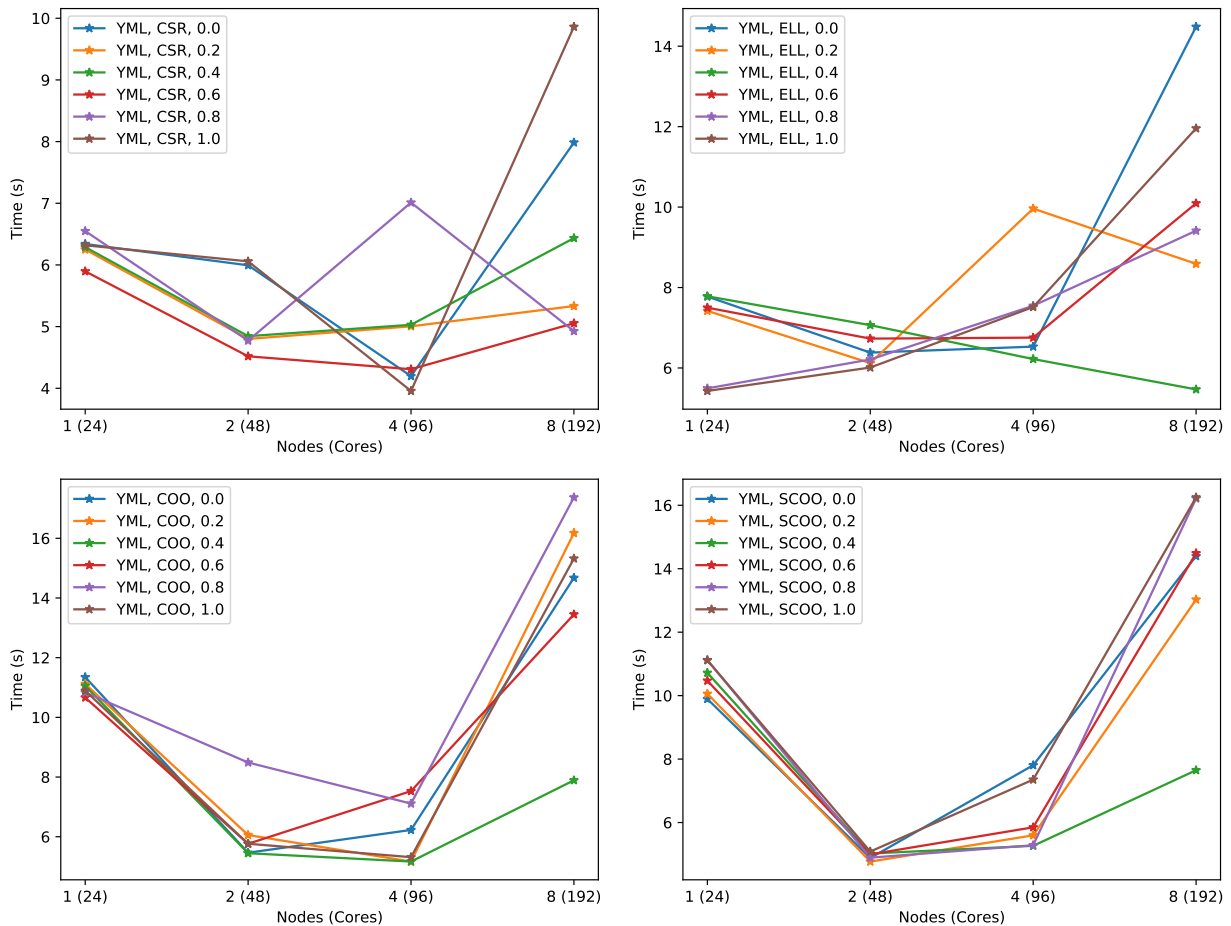 10
9
8
7
6
5
4
Time (s)
YML, CSR, 0.0
YML, CSR, 0.2
YML, CSR, 0.4
YML, CSR, 0.6
YML, CSR, 0.8
YML, CSR, 1.0
1 (24)
2 (48)
4 (96)
8 (192)
Nodes (Cores)
14
12
10
8
6
Time (s)
YML, ELL, 0.0
YML, ELL, 0.2
YML, ELL, 0.4
YML, ELL, 0.6
YML, ELL, 0.8
YML, ELL, 1.0
1 (24)
2 (48)
4 (96)
8 (192)
Nodes (Cores)
16
14
12
10
8
6
Time (s)
YML, COO, 0.0
YML, COO, 0.2
YML, COO, 0.4
YML, COO, 0.6
YML, COO, 0.8
YML, COO, 1.0
1 (24)
2 (48)
4 (96)
8 (192)
Nodes (Cores)
16
14
12
10
8
6
Time (s)
YML, SCOO, 0.0
YML, SCOO, 0.2
YML, SCOO, 0.4
YML, SCOO, 0.6
YML, SCOO, 0.8
YML, SCOO, 1.0
1 (24)
2 (48)
4 (96)
8 (192)
Nodes (Cores)